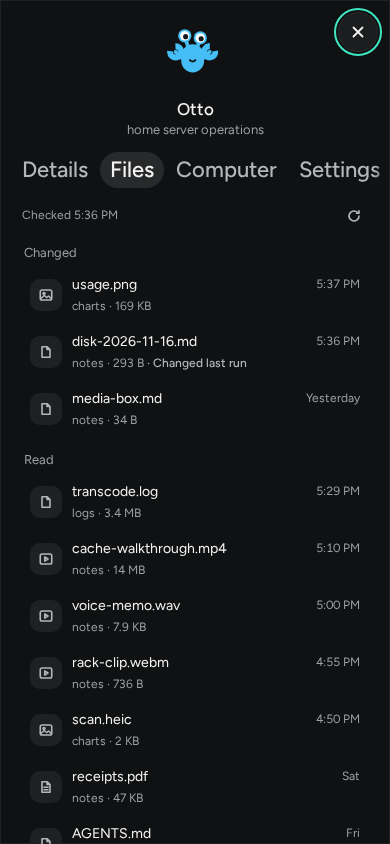 Otto
home server operations
Details Files Computer Settings
Checked 5:36 PM
Changed
usage.png 5:37 PM
charts · 169 KB
disk-2026-11-16.md 5:36 PM
notes · 293 B · Changed last run
media-box.md Yesterday
notes · 34 B
Read
transcode.log 5:29 PM
logs · 3.4 MB
cache-walkthrough.mp4 5:10 PM
notes · 14 MB
voice-memo.wav 5:00 PM
notes · 7.9 KB
rack-clip.webm 4:55 PM
notes · 736 B
scan.heic 4:50 PM
charts · 2 KB
receipts.pdf Sat
notes · 47 KB
AGENTS.md Fri